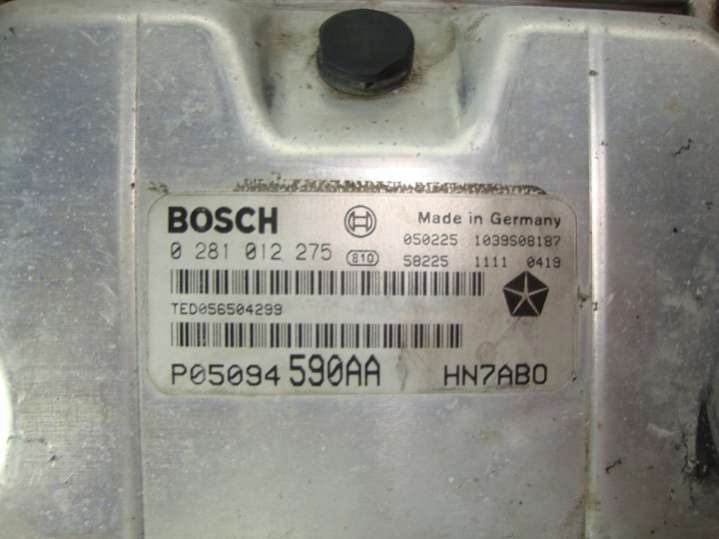 BOSCH Made in Germany
0 281 012 275 810 050225 1039S08187
58225 1111 0419
TED056504299
P05094 590AA HN7AB0